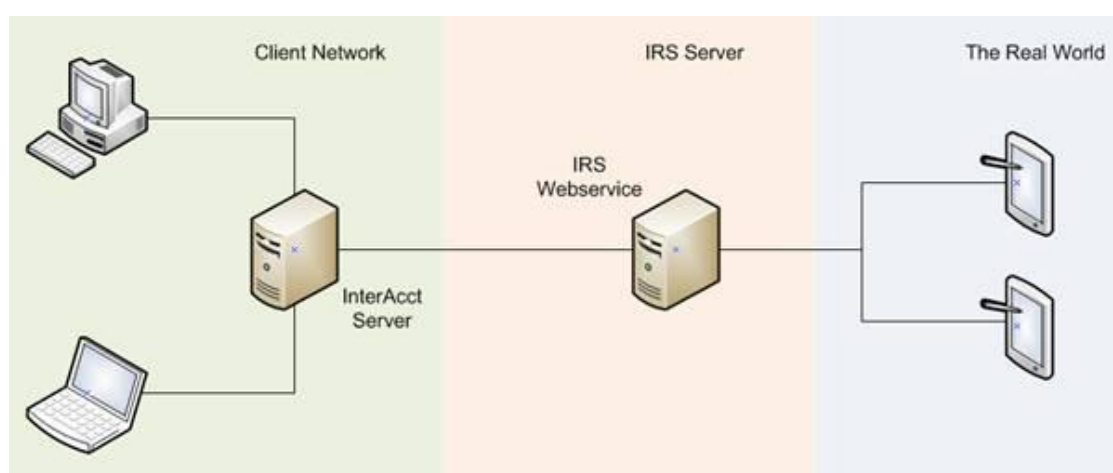 Client Network
IRS Server
The Real World
IRS
Webservice
InterAcct
Server